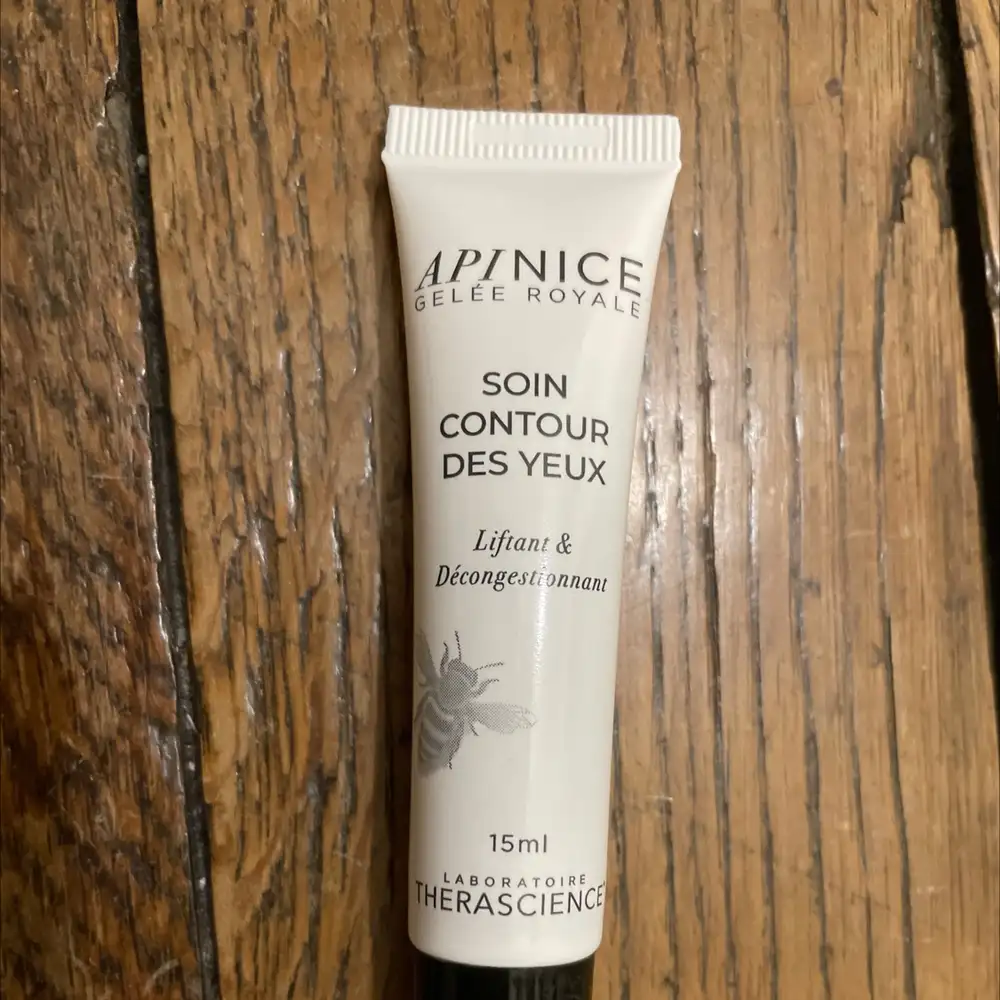 APINICE
GELÉE ROYALE
SOIN
CONTOUR
DES YEUX
Liftant &
Décongestionnant
15ml
LABORATOIRE
THERASCIENCE